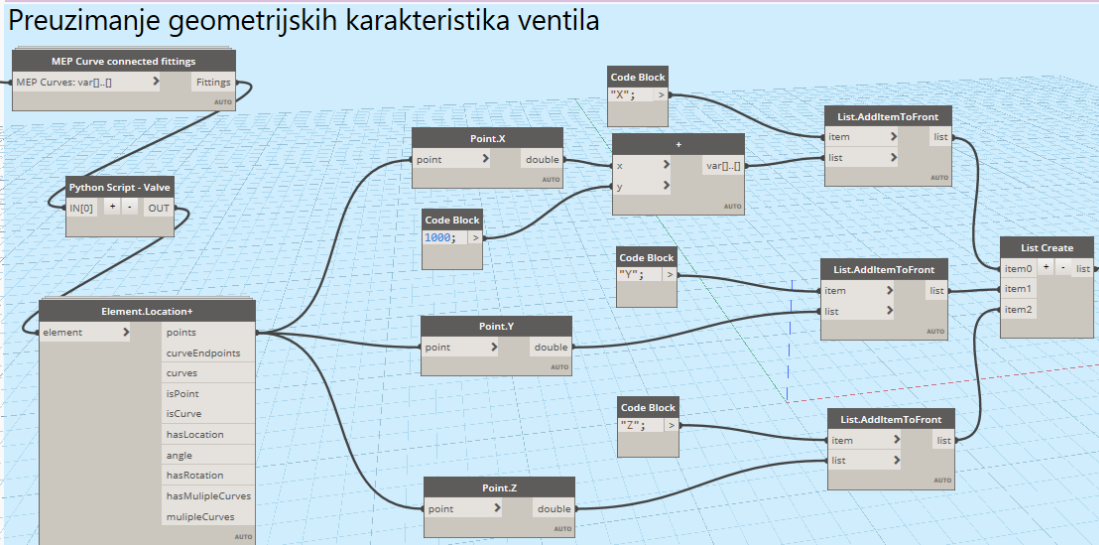 Preuzimanje geometrijskih karakteristika ventila
MEP Curve connected fittings
MEP Curves: var[]..[] > Fittings
AUTO
Python Script - Valve
IN[0] + - OUT
Element.Location+
element > points
curveEndpoints
curves
isPoint
isCurve
hasLocation
angle
hasRotation
hasMulipleCurves
mulipleCurves
AUTO
Point.X
point > double
AUTO
Code Block
1000; >
Point.Y
point > double
AUTO
Point.Z
point > double
AUTO
Code Block
"X"; >
+
x > var[]..[]
y >
AUTO
Code Block
"Y"; >
Code Block
"Z"; >
List.AddItemToFront
item > list
list >
AUTO
List.AddItemToFront
item > list
list >
AUTO
List.AddItemToFront
item > list
list >
AUTO
List Create
item0 + - list
item1
item2